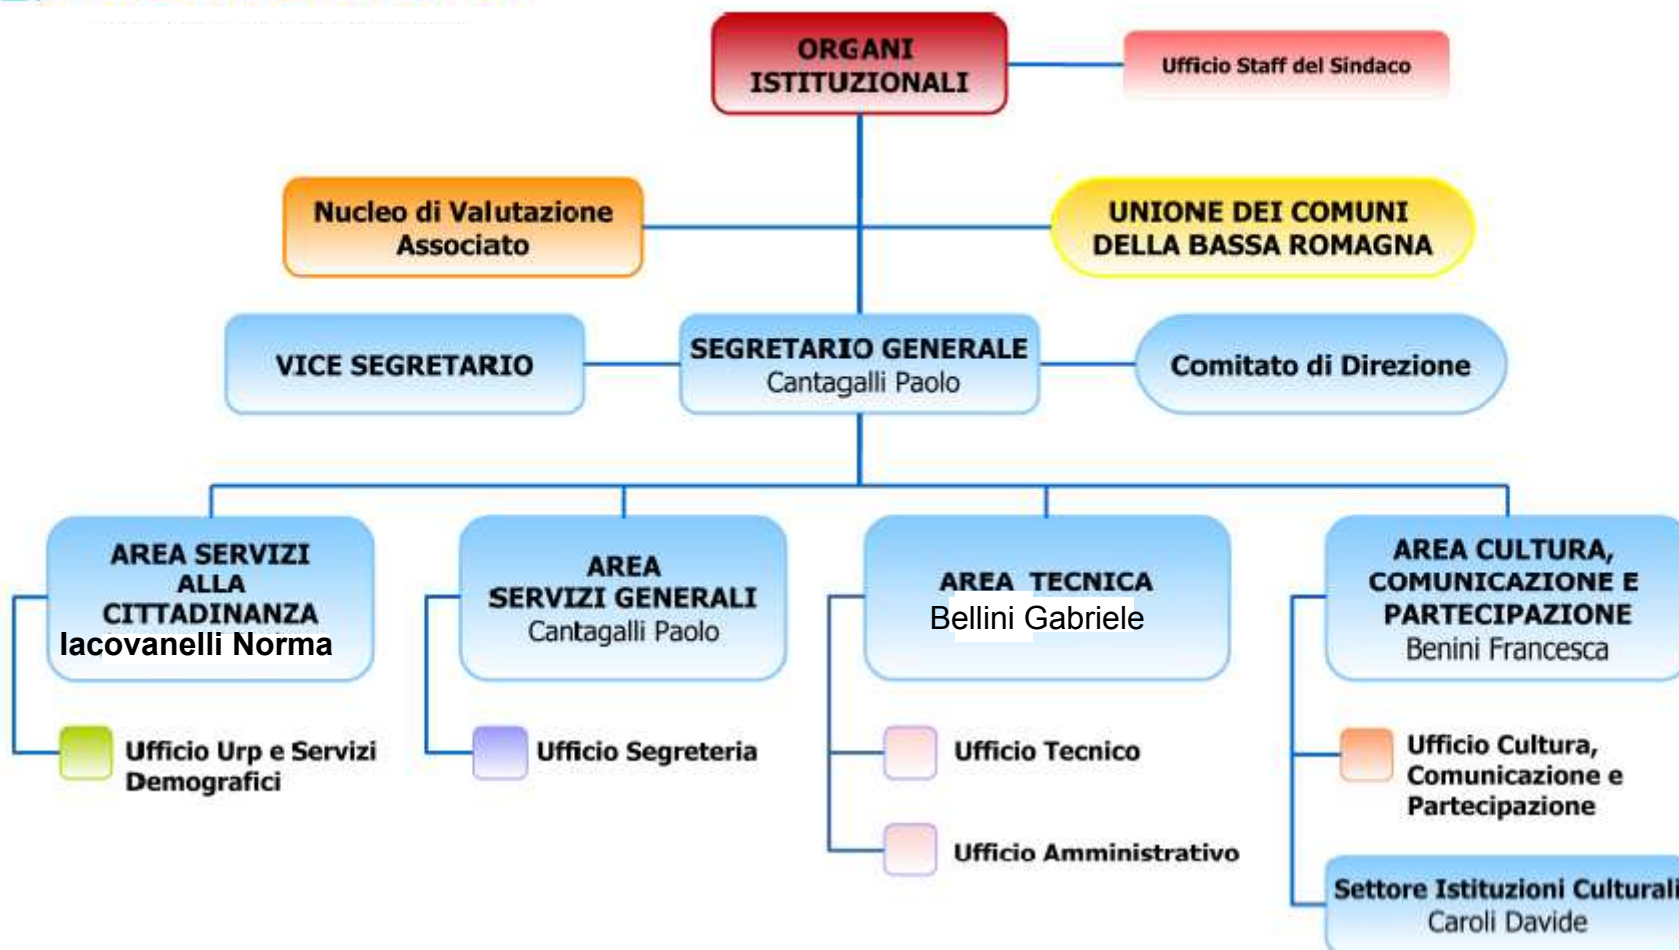 ORGANI
ISTITUZIONALI
Ufficio Staff del Sindaco
Nucleo di Valutazione
Associato
UNIONE DEI COMUNI
DELLA BASSA ROMAGNA
VICE SEGRETARIO
SEGRETARIO GENERALE
Cantagalli Paolo
Comitato di Direzione
AREA SERVIZI
ALLA
CITTADINANZA
Iacovanelli Norma
AREA
SERVIZI GENERALI
Cantagalli Paolo
AREA TECNICA
Bellini Gabriele
AREA CULTURA,
COMUNICAZIONE E
PARTECIPAZIONE
Benini Francesca
Ufficio Urp e Servizi
Demografici
Ufficio Segreteria
Ufficio Tecnico
Ufficio Amministrativo
Ufficio Cultura,
Comunicazione e
Partecipazione
Settore Istituzioni Culturali
Caroli Davide